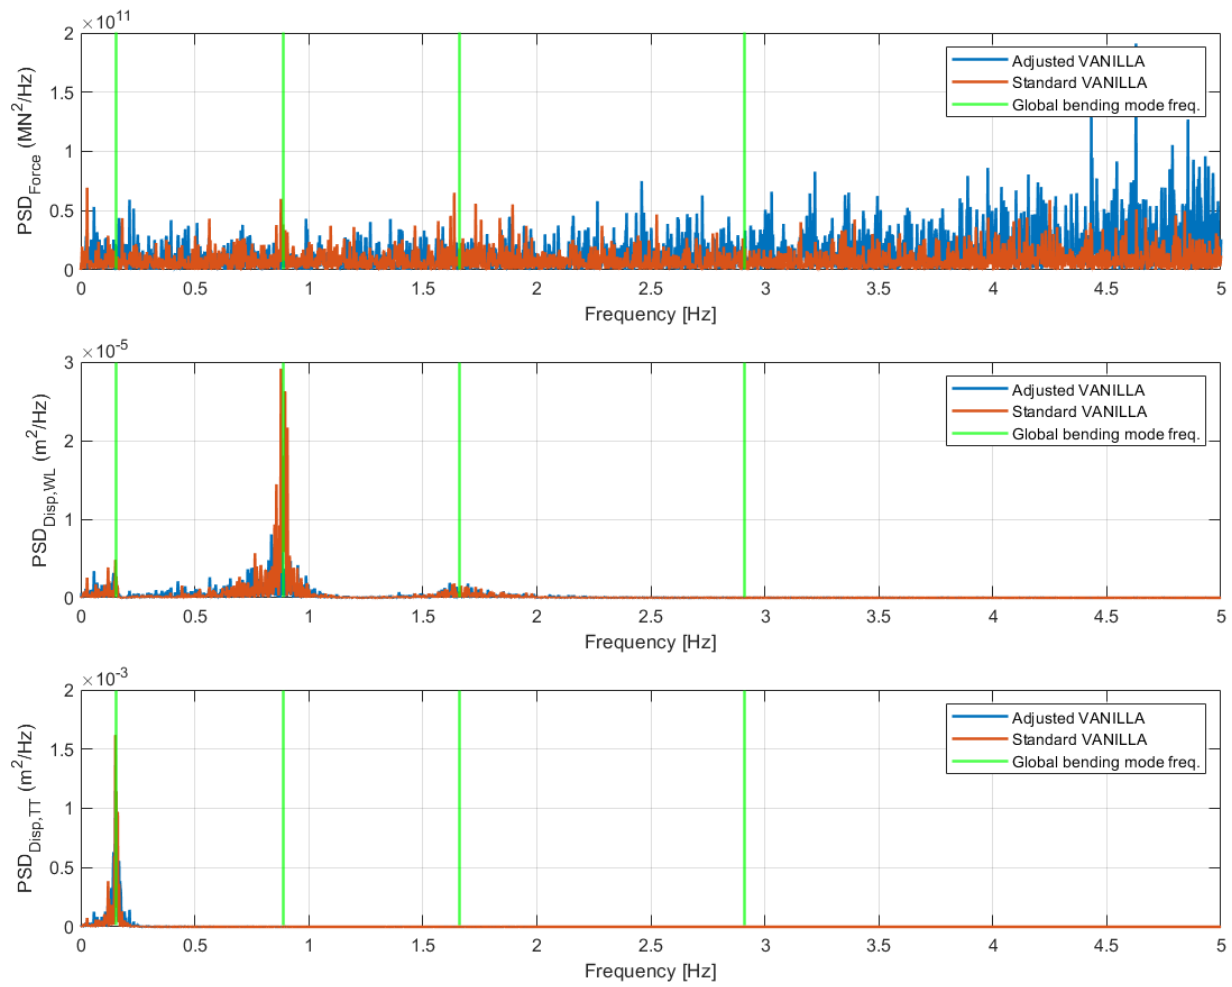 ×10^11
2
1.5
1
0.5
0
PSD_Force (MN^2/Hz)
Adjusted VANILLA
Standard VANILLA
Global bending mode freq.
0 0.5 1 1.5 2 2.5 3 3.5 4 4.5 5
Frequency [Hz]
×10^-5
3
2
1
0
PSD_Disp,WL (m^2/Hz)
Adjusted VANILLA
Standard VANILLA
Global bending mode freq.
0 0.5 1 1.5 2 2.5 3 3.5 4 4.5 5
Frequency [Hz]
×10^-3
2
1.5
1
0.5
0
PSD_Disp,TT (m^2/Hz)
Adjusted VANILLA
Standard VANILLA
Global bending mode freq.
0 0.5 1 1.5 2 2.5 3 3.5 4 4.5 5
Frequency [Hz]